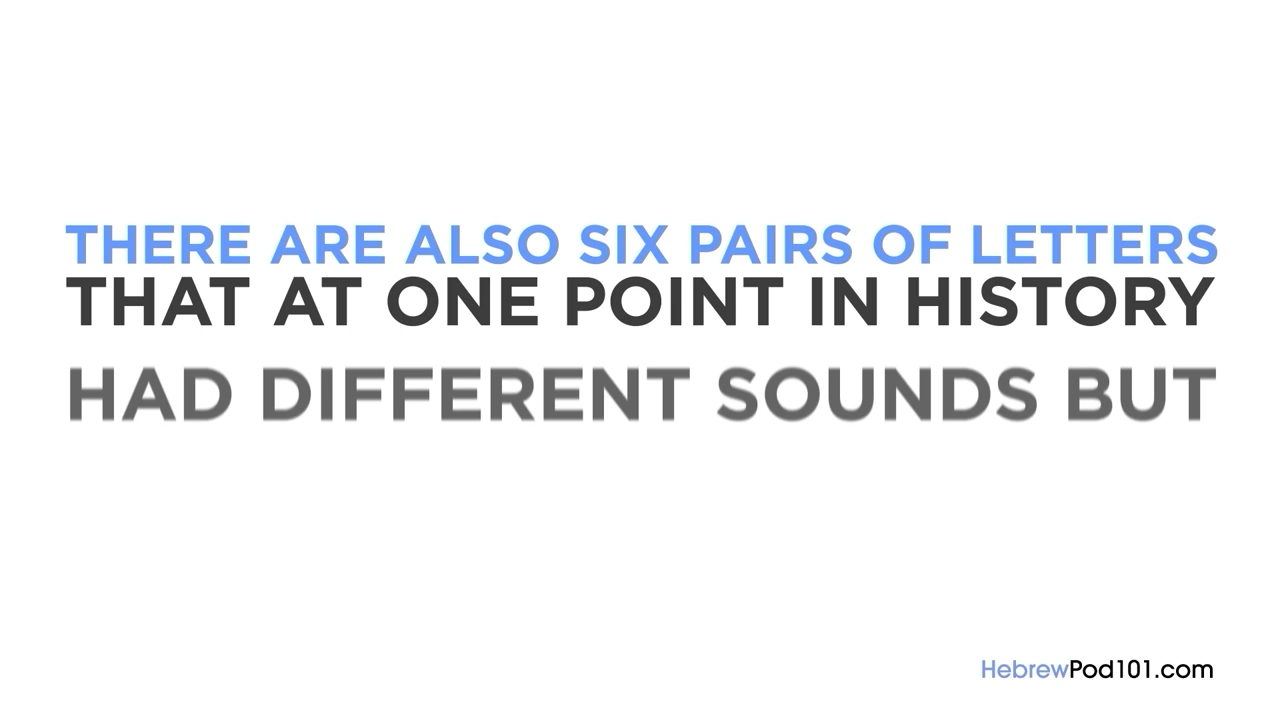 THERE ARE ALSO SIX PAIRS OF LETTERS
THAT AT ONE POINT IN HISTORY
HAD DIFFERENT SOUNDS BUT
HebrewPod101.com